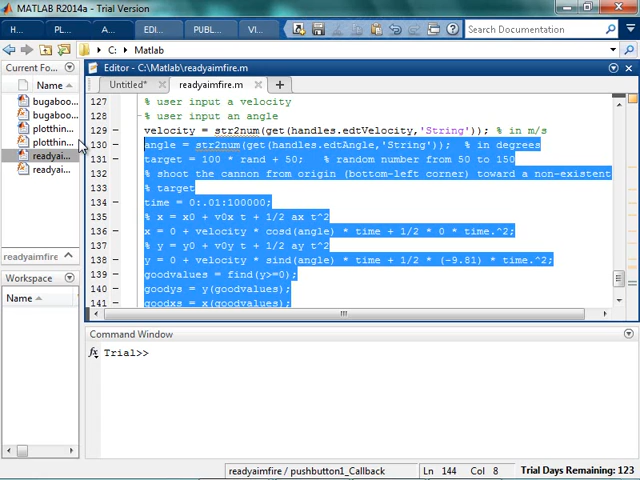 MATLAB R2014a - Trial Version
H... PL... A... EDI... PUBL... VI... Search Documentation
C: Matlab
Current Fo... Editor - C:\Matlab\readyaimfire.m
Name Untitled* readyaimfire.m
bugaboo...
bugaboo...
plotthin...
plotthin...
readyai...
readyai...
readyaimfire
Workspace
Name
127 % user input a velocity
128 % user input an angle
129 velocity = str2num(get(handles.edtVelocity,'String')); % in m/s
130 angle = str2num(get(handles.edtAngle,'String')); % in degrees
131 target = 100 * rand + 50; % random number from 50 to 150
132 % shoot the cannon from origin (bottom-left corner) toward a non-existent
133 % target
134 time = 0:.01:100000;
135 % x = x0 + v0x t + 1/2 ax t^2
136 x = 0 + velocity * cosd(angle) * time + 1/2 * 0 * time.^2;
137 % y = y0 + v0y t + 1/2 ay t^2
138 y = 0 + velocity * sind(angle) * time + 1/2 * (-9.81) * time.^2;
139 goodvalues = find(y>=0);
140 goodys = y(goodvalues);
141 goodxs = x(goodvalues);
Command Window
fx Trial>>
readyaimfire / pushbutton1_Callback Ln 144 Col 8 Trial Days Remaining: 123